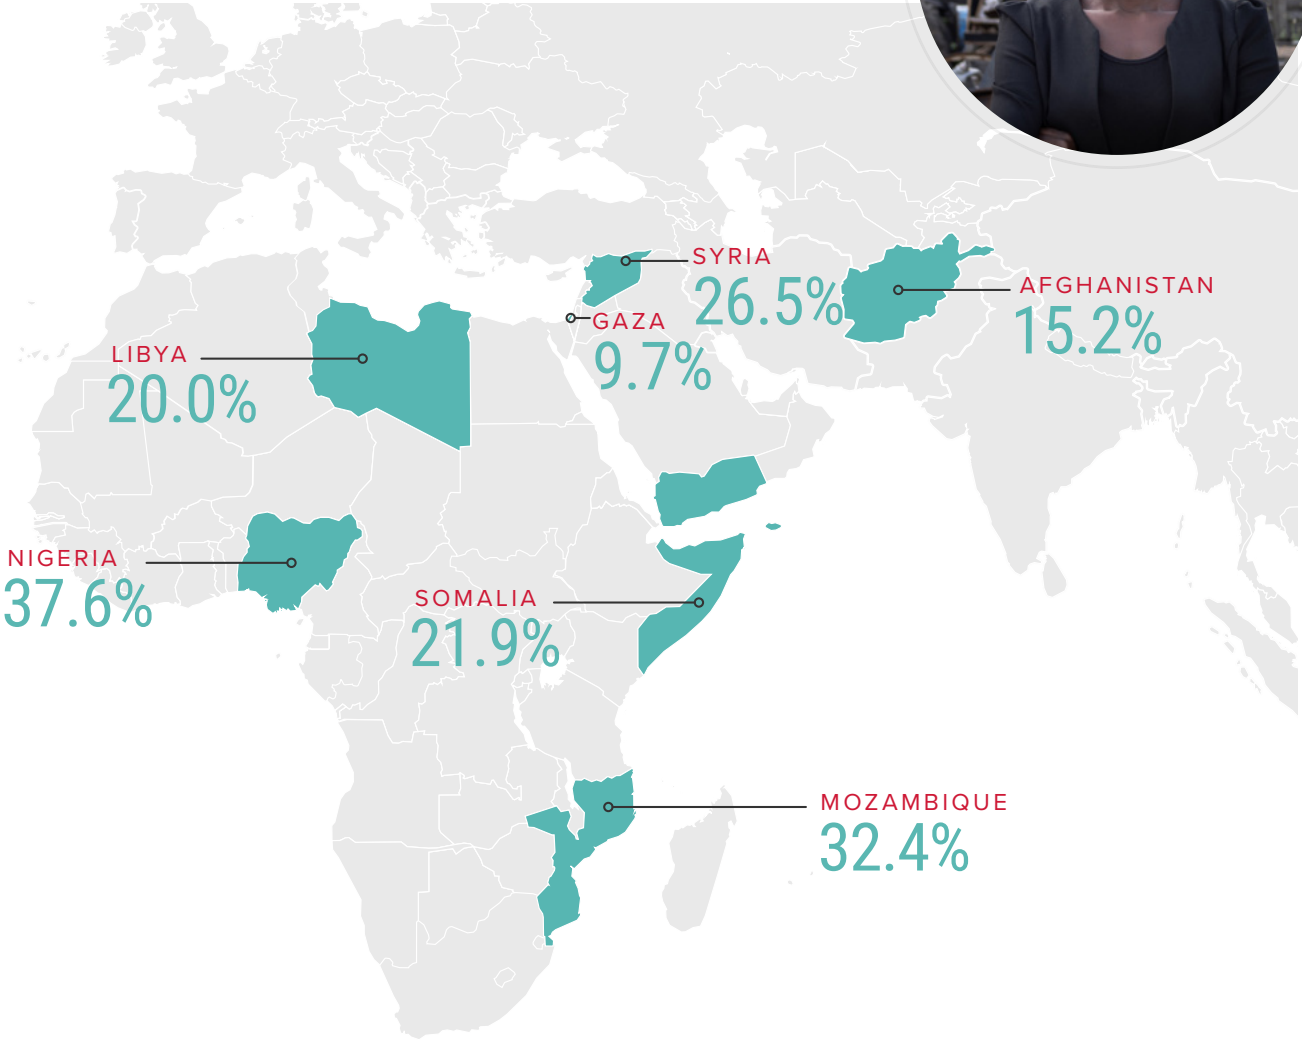 SYRIA
26.5%
AFGHANISTAN
15.2%
GAZA
9.7%
LIBYA
20.0%
NIGERIA
37.6%
SOMALIA
21.9%
MOZAMBIQUE
32.4%